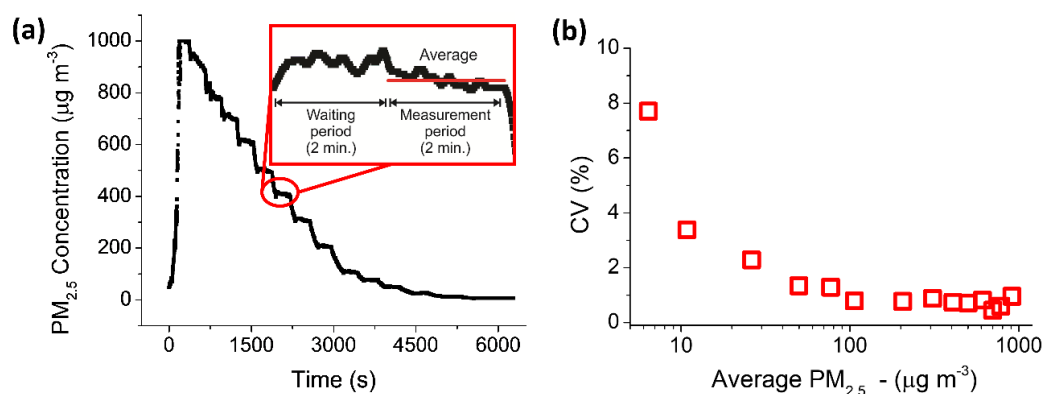 (a)
PM2.5 Concentration (µg m-3)
1000
800
600
400
200
0
0 1500 3000 4500 6000
Time (s)
Average
Waiting
period
(2 min.)
Measurement
period
(2 min.)
(b)
CV (%)
10
8
6
4
2
0
10 100 1000
Average PM2.5 - (µg m-3)